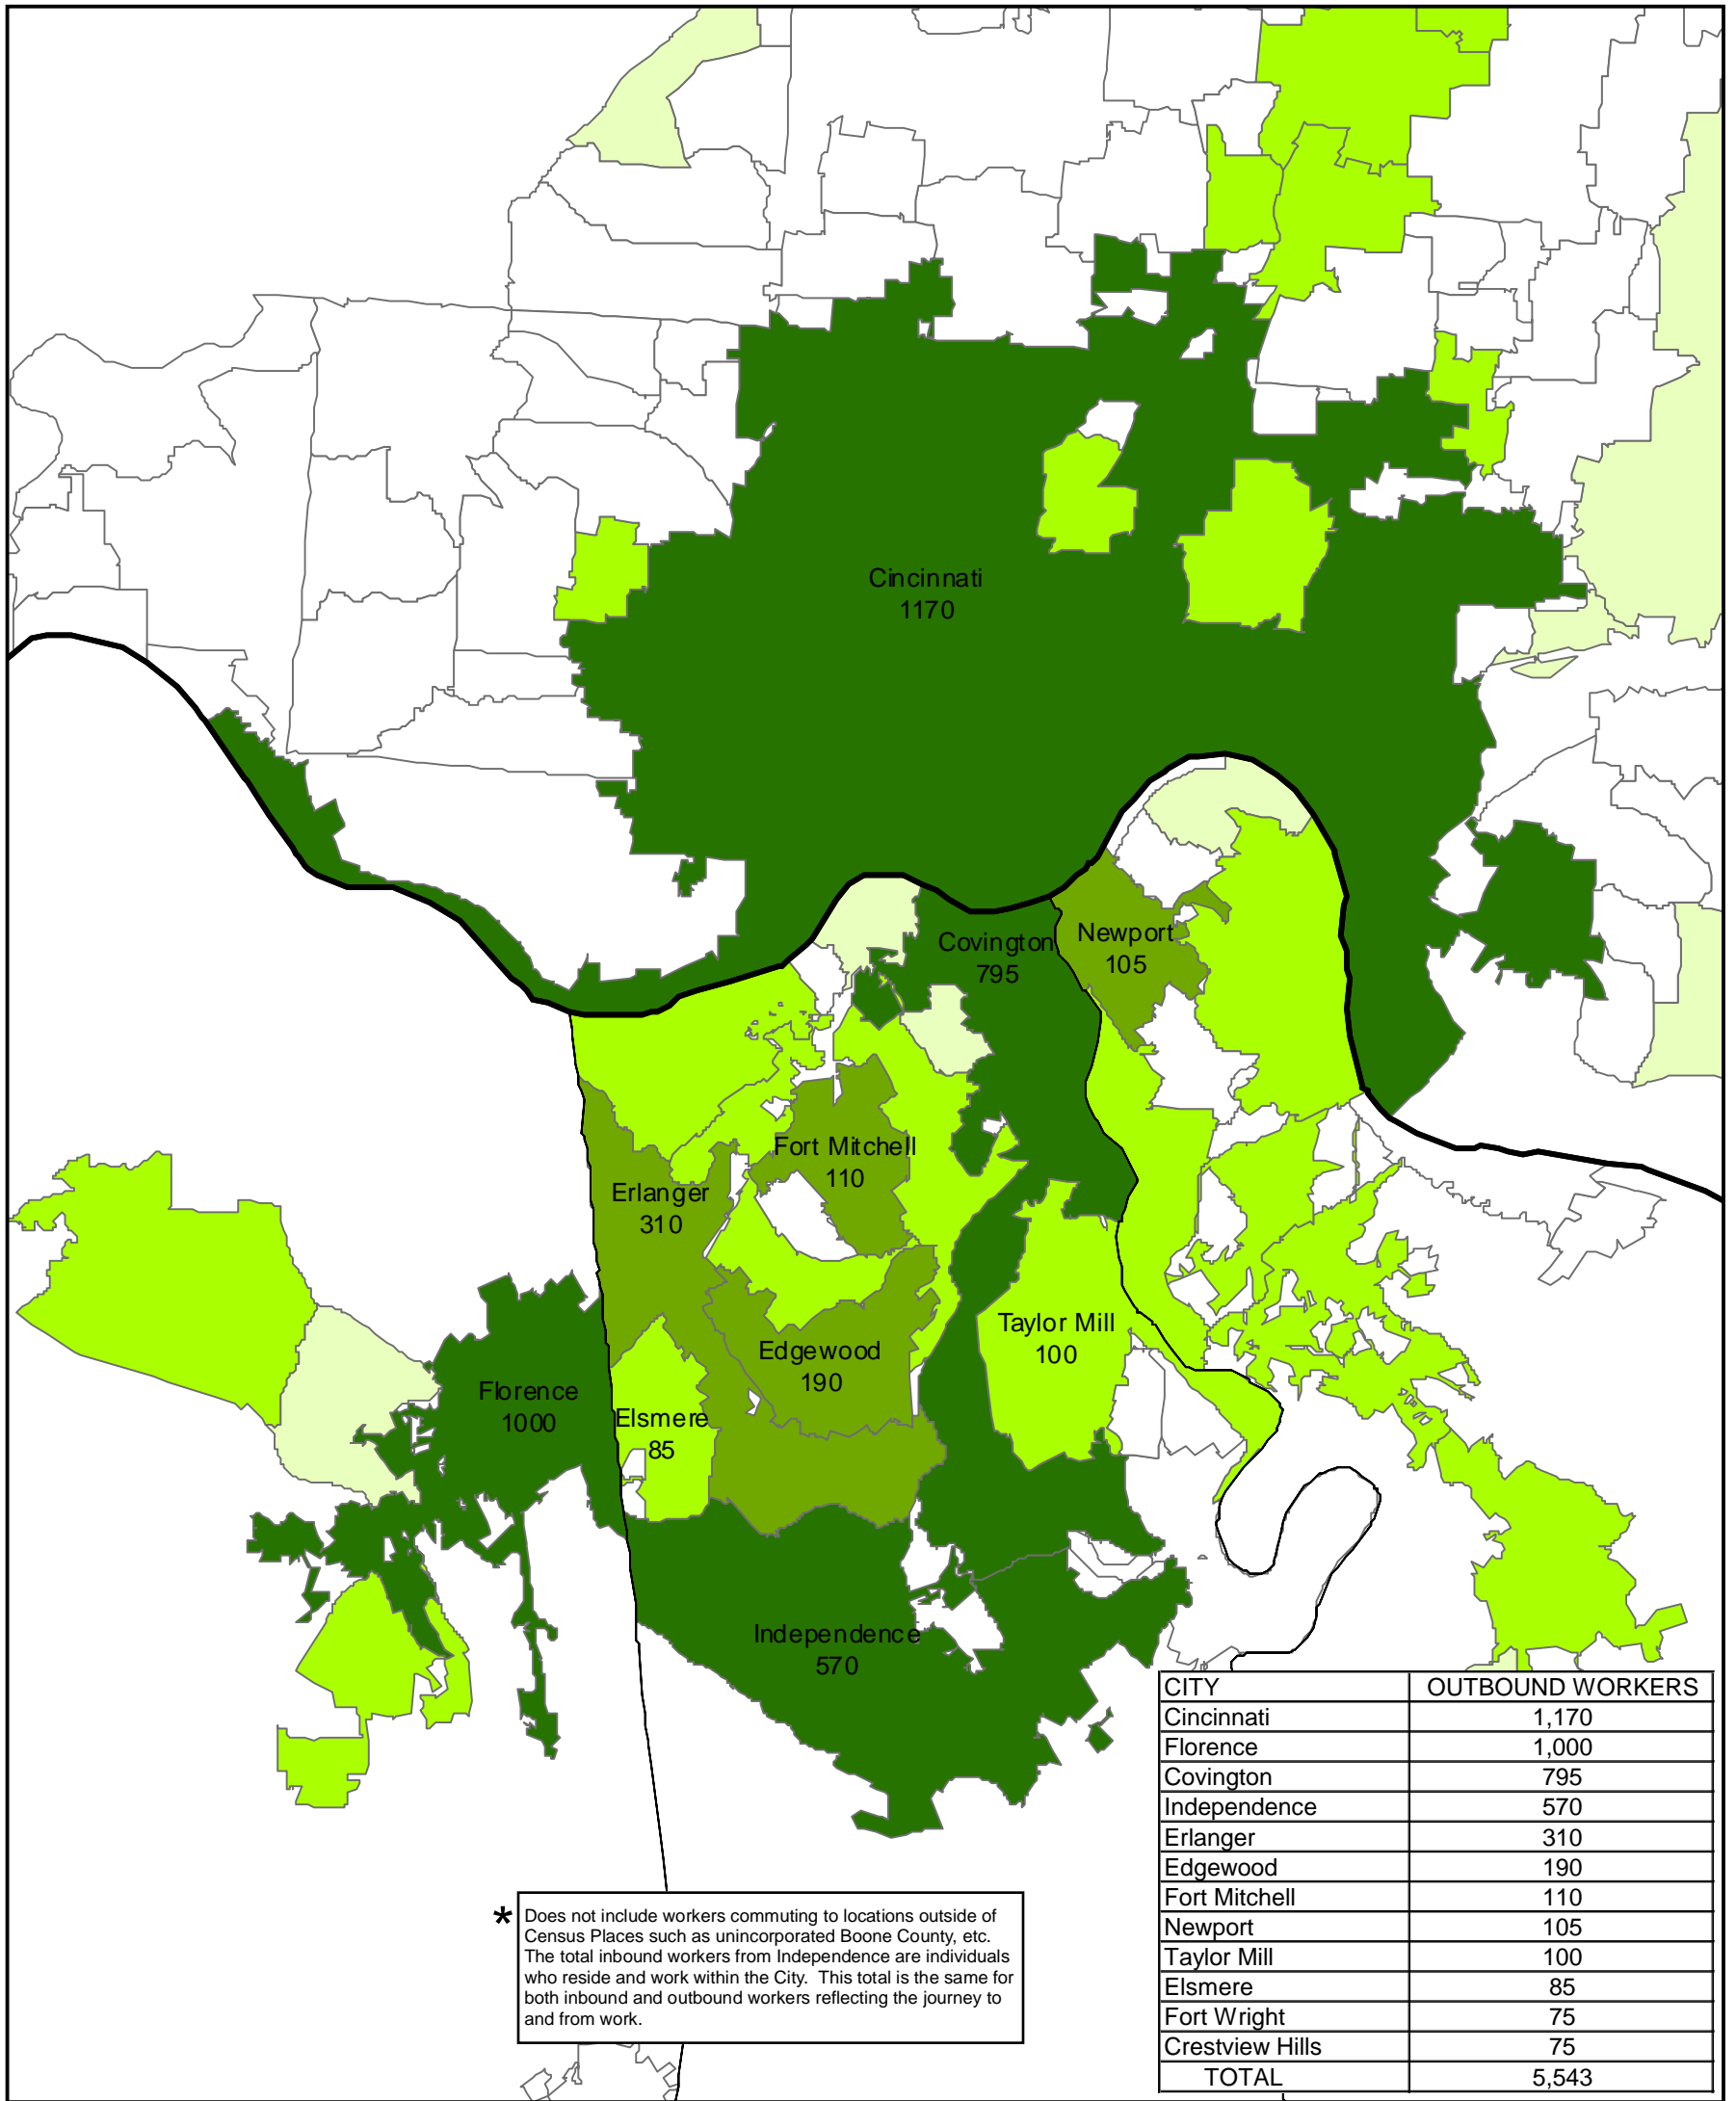 Cincinnati
1170
Covington
795
Newport
105
Fort Mitchell
110
Erlanger
310
Taylor Mill
100
Edgewood
190
Florence
1000
Elsmere
85
Independence
570
CITY OUTBOUND WORKERS
Cincinnati 1,170
Florence 1,000
Covington 795
Independence 570
Erlanger 310
Edgewood 190
Fort Mitchell 110
Newport 105
Taylor Mill 100
Elsmere 85
Fort Wright 75
Crestview Hills 75
TOTAL 5,543
* Does not include workers commuting to locations outside of
Census Places such as unincorporated Boone County, etc.
The total inbound workers from Independence are individuals
who reside and work within the City. This total is the same for
both inbound and outbound workers reflecting the journey to
and from work.